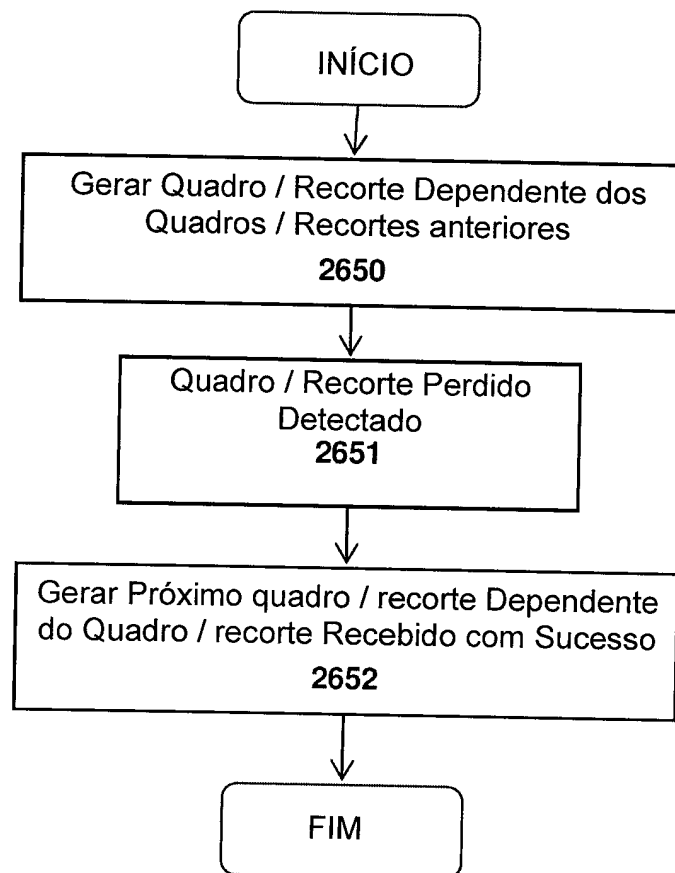 INÍCIO
Gerar Quadro / Recorte Dependente dos
Quadros / Recortes anteriores
2650
Quadro / Recorte Perdido
Detectado
2651
Gerar Próximo quadro / recorte Dependente
do Quadro / recorte Recebido com Sucesso
2652
FIM